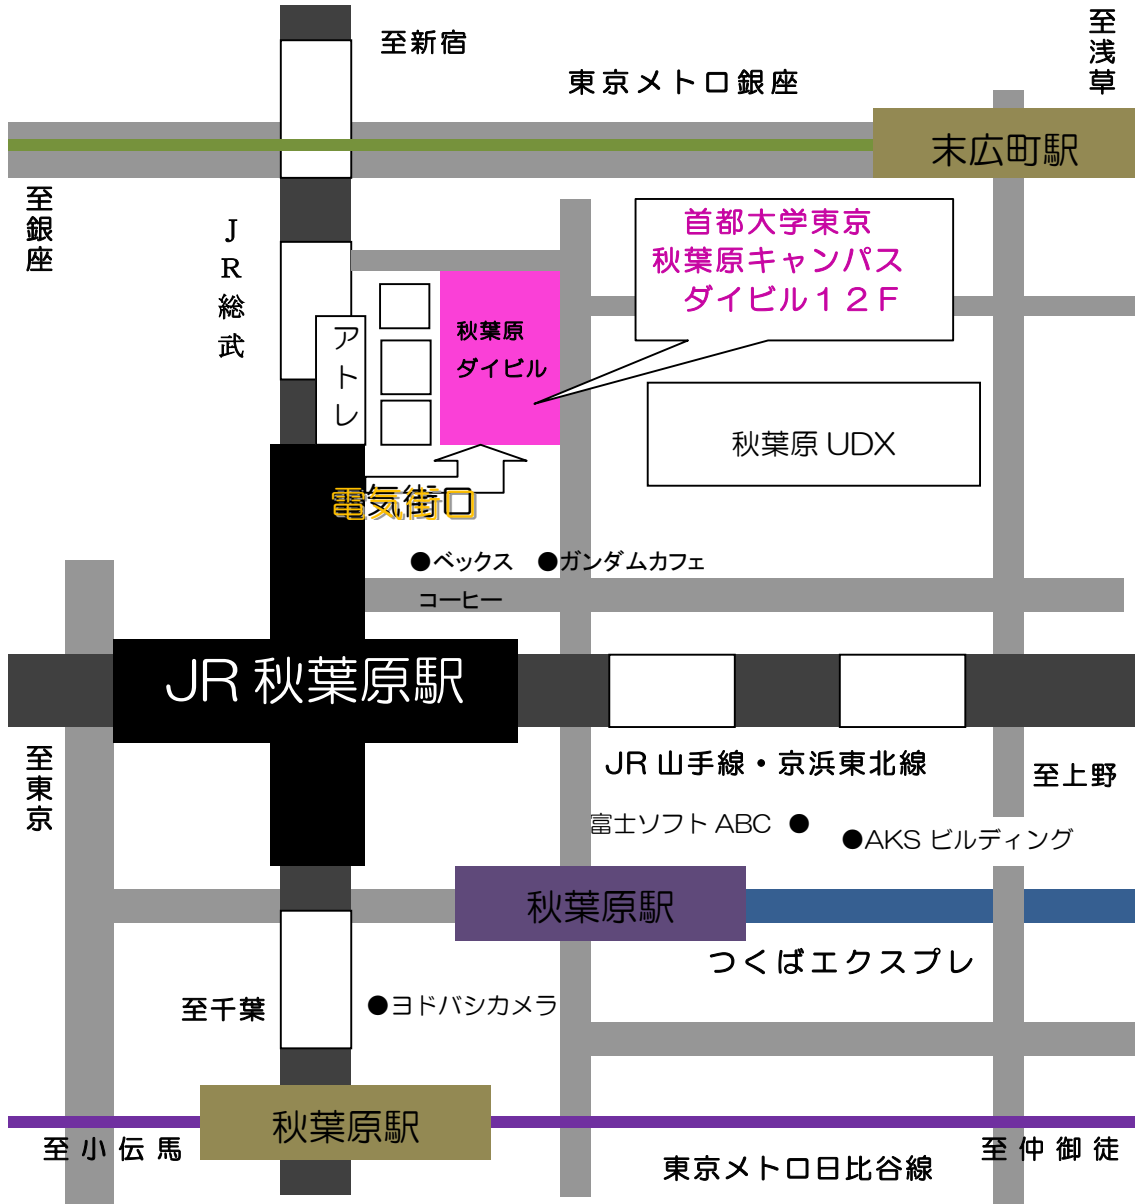 至新宿
至浅草
東京メトロ銀座
末広町駅
至銀座
JR総武
首都大学東京
秋葉原キャンパス
ダイビル１２Ｆ
アトレ
秋葉原
ダイビル
秋葉原 UDX
電気街口
●ベックス ●ガンダムカフェ
コーヒー
JR 秋葉原駅
至東京
JR 山手線・京浜東北線
至上野
富士ソフト ABC ●
●AKS ビルディング
秋葉原駅
つくばエクスプレ
至千葉
●ヨドバシカメラ
秋葉原駅
至小伝馬
東京メトロ日比谷線
至仲御徒